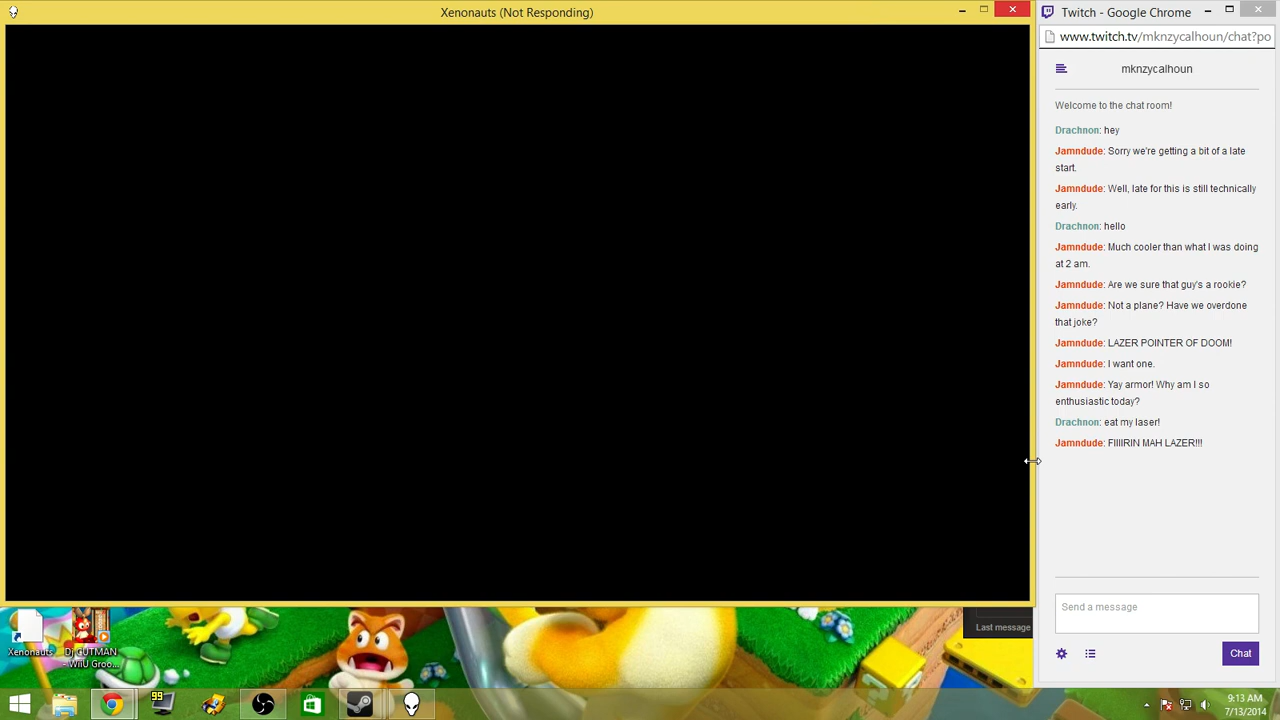 Xenonauts (Not Responding)
Twitch - Google Chrome
www.twitch.tv/mknzycalhoun/chat?po
mknzycalhoun
Welcome to the chat room!
Drachnon: hey
Jamndude: Sorry we're getting a bit of a late
start.
Jamndude: Well, late for this is still technically
early.
Drachnon: hello
Jamndude: Much cooler than what I was doing
at 2 am.
Jamndude: Are we sure that guy's a rookie?
Jamndude: Not a plane? Have we overdone
that joke?
Jamndude: LAZER POINTER OF DOOM!
Jamndude: I want one.
Jamndude: Yay armor! Why am I so
enthusiastic today?
Drachnon: eat my laser!
Jamndude: FIIIIRIN MAH LAZER!!!
Send a message
Chat
Last message
Xenonauts
Dj CUTMAN
- WiiU Groo...
99
9:13 AM
7/13/2014